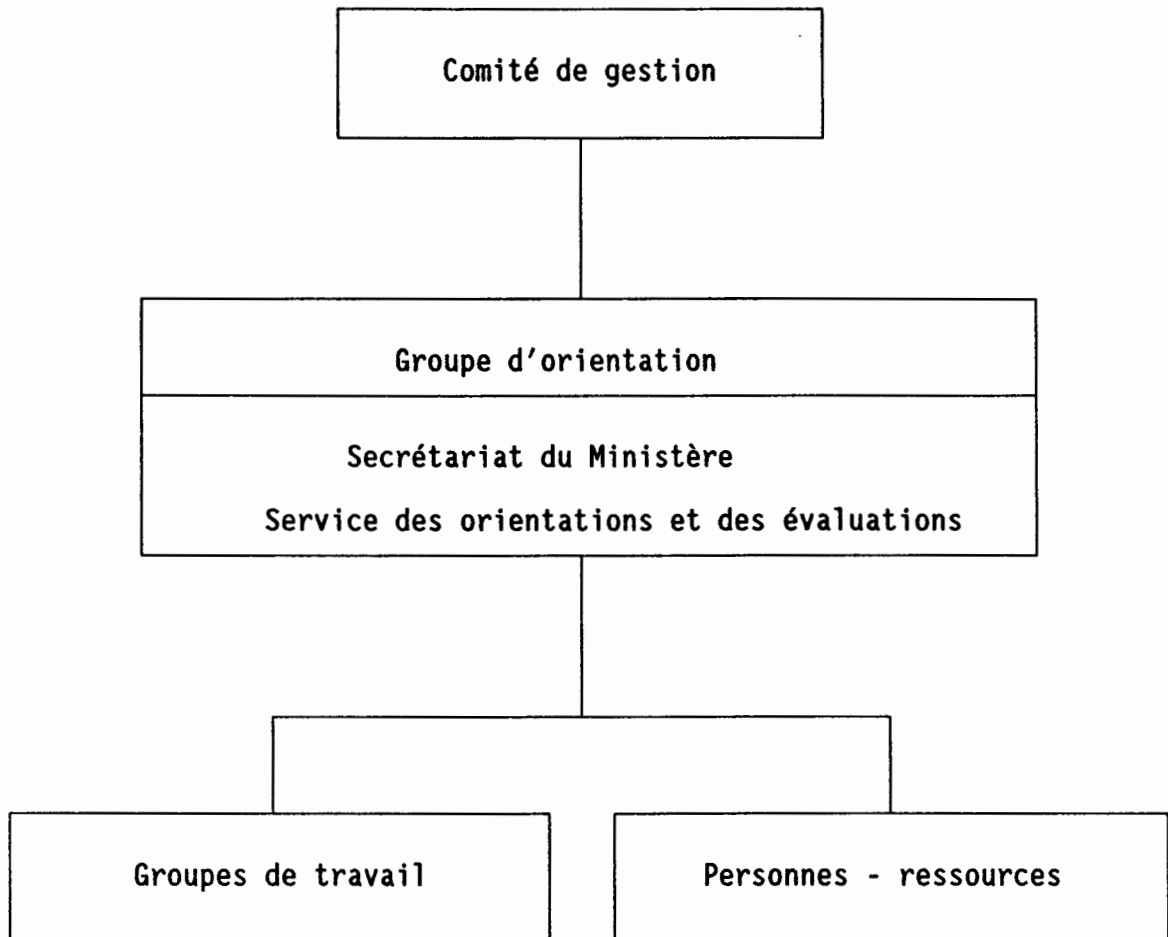 Comité de gestion
Groupe d'orientation
Secrétariat du Ministère
Service des orientations et des évaluations
Groupes de travail
Personnes - ressources